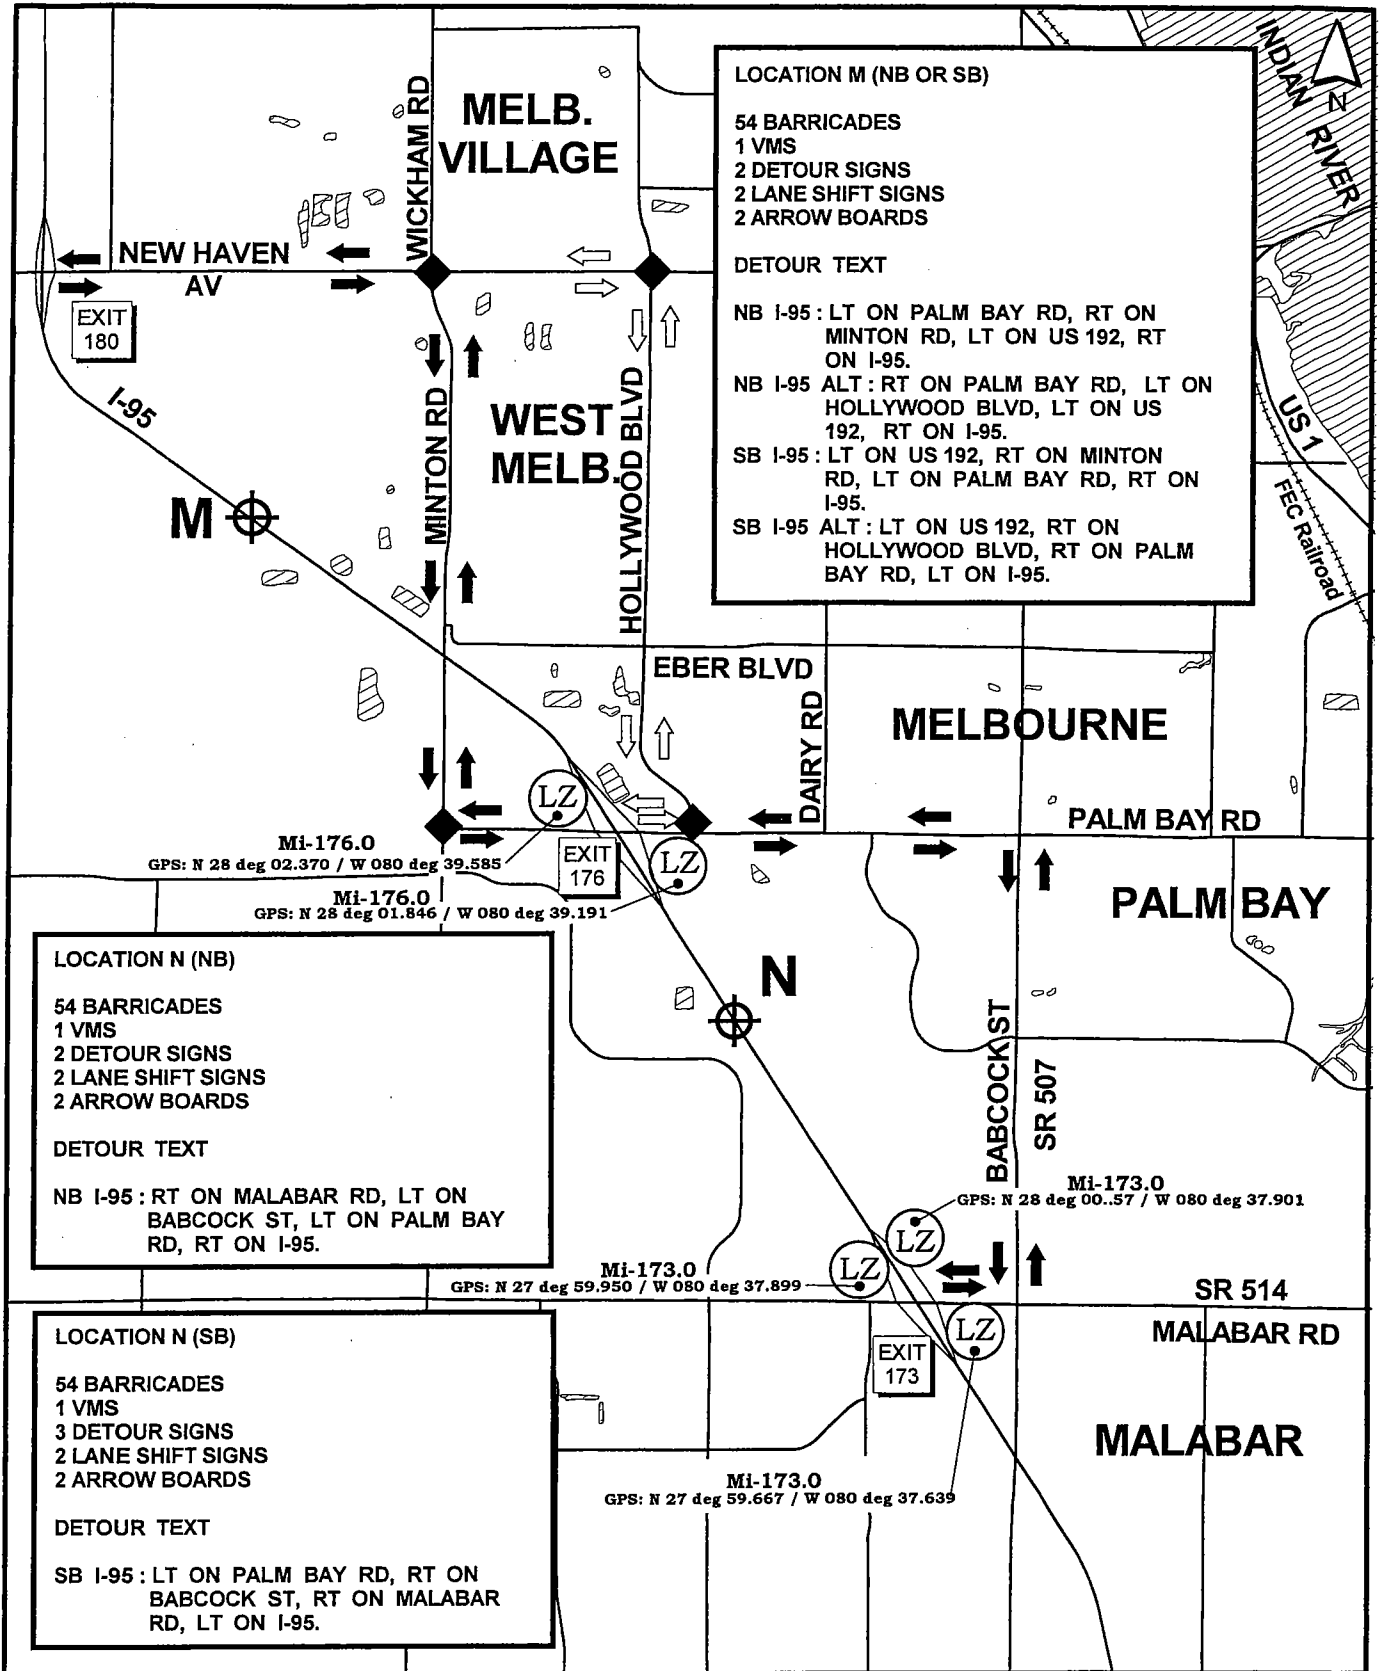 INDIAN RIVER
N
LOCATION M (NB OR SB)
54 BARRICADES
1 VMS
2 DETOUR SIGNS
2 LANE SHIFT SIGNS
2 ARROW BOARDS
DETOUR TEXT
NB I-95 : LT ON PALM BAY RD, RT ON
MINTON RD, LT ON US 192, RT
ON I-95.
NB I-95 ALT : RT ON PALM BAY RD, LT ON
HOLLYWOOD BLVD, LT ON US
192, RT ON I-95.
SB I-95 : LT ON US 192, RT ON MINTON
RD, LT ON PALM BAY RD, RT ON
I-95.
SB I-95 ALT : LT ON US 192, RT ON
HOLLYWOOD BLVD, RT ON PALM
BAY RD, LT ON I-95.
WICKHAM RD
MELB.
VILLAGE
NEW HAVEN
AV
EXIT
180
I-95
MINTON RD
WEST
MELB.
HOLLYWOOD BLVD
US 1
FEC Railroad
M
EBER BLVD
DAIRY RD
MELBOURNE
LZ
PALM BAY RD
Mi-176.0
GPS: N 28 deg 02.370 / W 080 deg 39.585
EXIT
176
LZ
Mi-176.0
GPS: N 28 deg 01.846 / W 080 deg 39.191
PALM BAY
LOCATION N (NB)
54 BARRICADES
1 VMS
2 DETOUR SIGNS
2 LANE SHIFT SIGNS
2 ARROW BOARDS
DETOUR TEXT
NB I-95 : RT ON MALABAR RD, LT ON
BABCOCK ST, LT ON PALM BAY
RD, RT ON I-95.
N
BABCOCK ST
SR 507
Mi-173.0
GPS: N 28 deg 00..57 / W 080 deg 37.901
LZ
LZ
Mi-173.0
GPS: N 27 deg 59.950 / W 080 deg 37.899
SR 514
MALABAR RD
LZ
EXIT
173
LOCATION N (SB)
54 BARRICADES
1 VMS
3 DETOUR SIGNS
2 LANE SHIFT SIGNS
2 ARROW BOARDS
DETOUR TEXT
SB I-95 : LT ON PALM BAY RD, RT ON
BABCOCK ST, RT ON MALABAR
RD, LT ON I-95.
MALABAR
Mi-173.0
GPS: N 27 deg 59.667 / W 080 deg 37.639